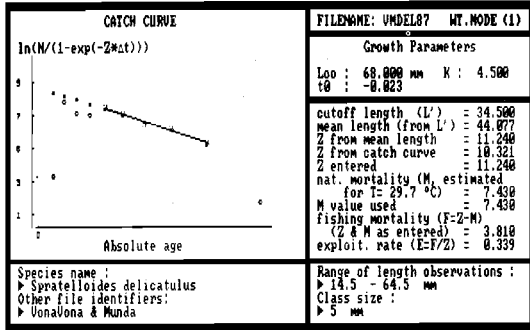 CATCH CURVE
ln(N/(1-exp(-Z*Δt)))
9
7
5
3
1
0
Absolute age
Species name :
▶ Spratelloides delicatulus
Other file identifiers:
▶ VonaVona & Munda
FILENAME: VMDEL87 WT.MODE (1)
Growth Parameters
Loo : 68.000 mm K : 4.500
t0 : -0.023
cutoff length (L') = 34.500
mean length (from L') = 44.077
Z from mean length = 11.240
Z from catch curve = 10.321
Z entered = 11.240
nat. mortality (M, estimated
for T= 29.7 °C) = 7.430
M value used = 7.430
fishing mortality (F=Z-M)
(Z & M as entered) = 3.810
exploit. rate (E=F/Z) = 0.339
Range of length observations :
▶ 14.5 - 64.5 mm
Class size :
▶ 5 mm